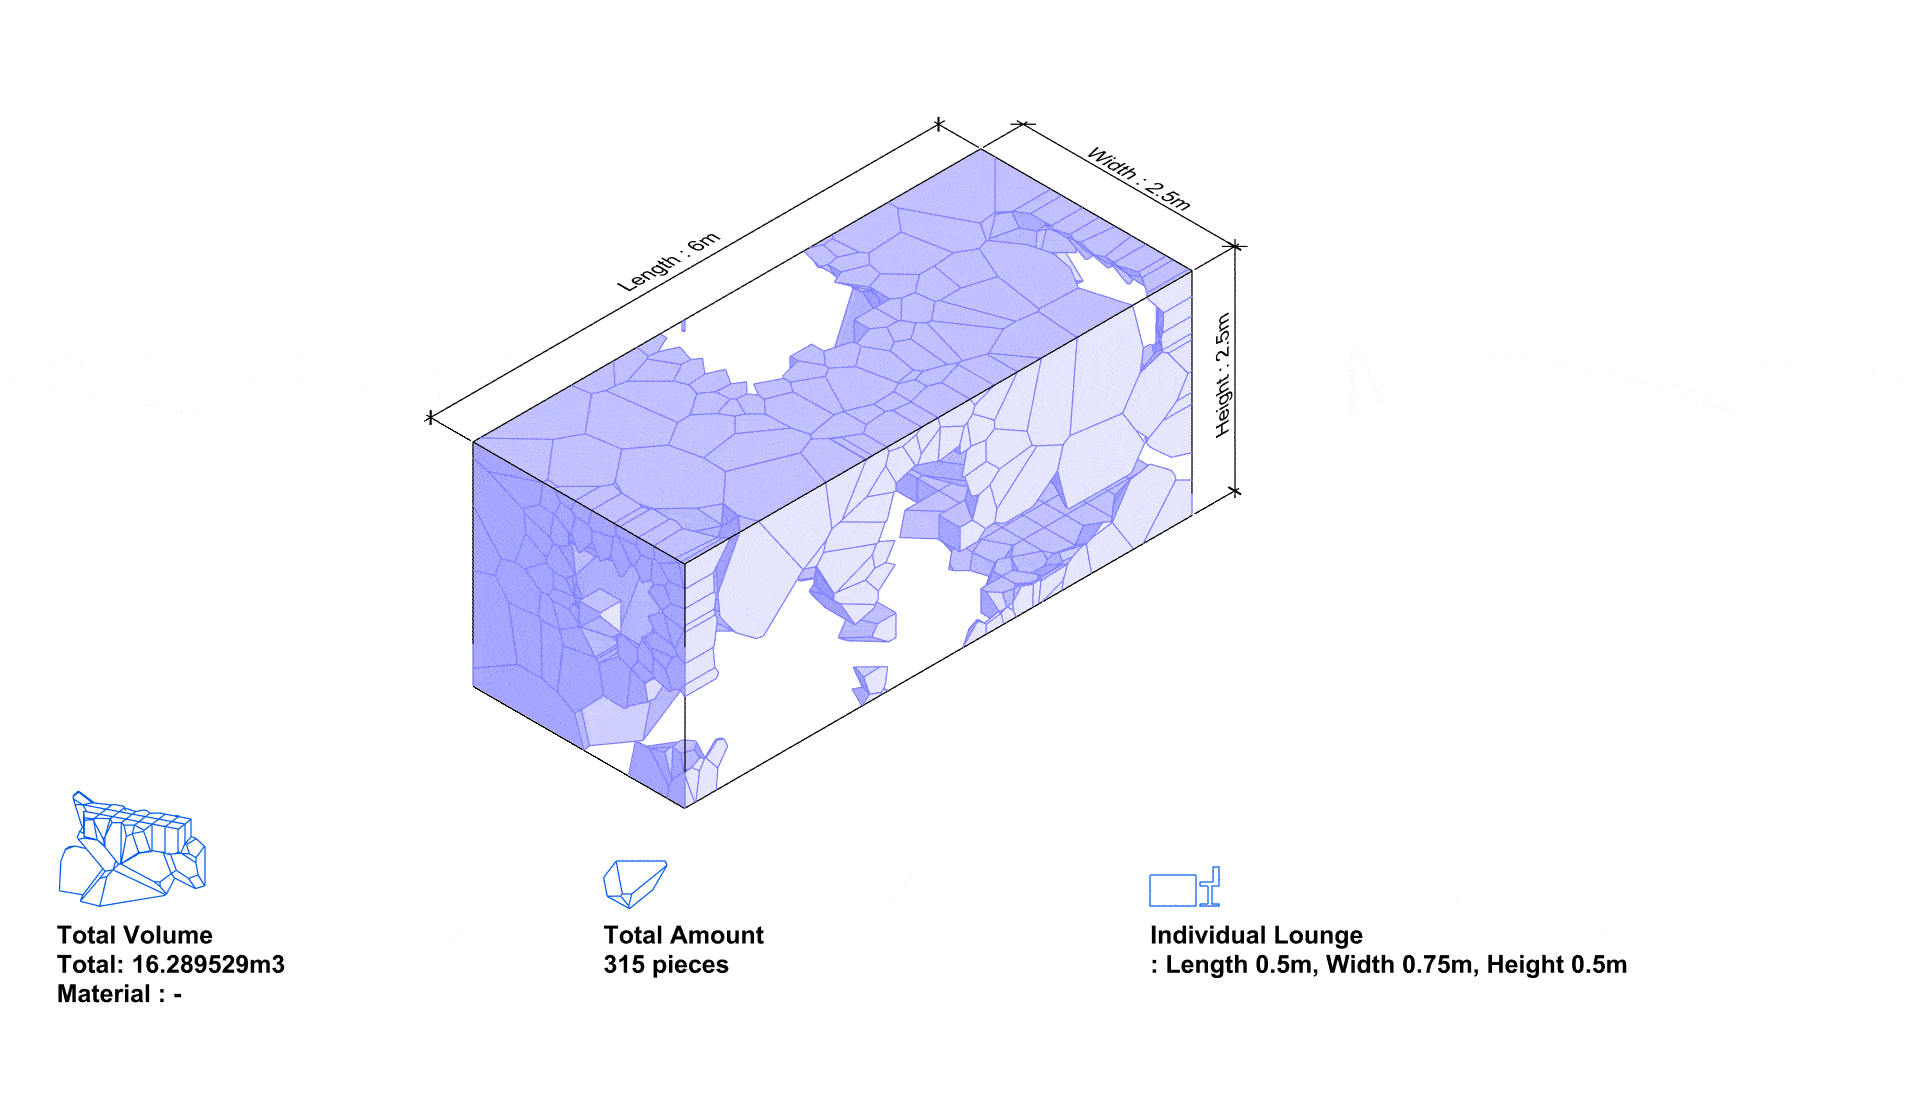 Length : 6m
Width : 2.5m
Height : 2.5m
Total Volume
Total: 16.289529m3
Material : -
Total Amount
315 pieces
Individual Lounge
: Length 0.5m, Width 0.75m, Height 0.5m